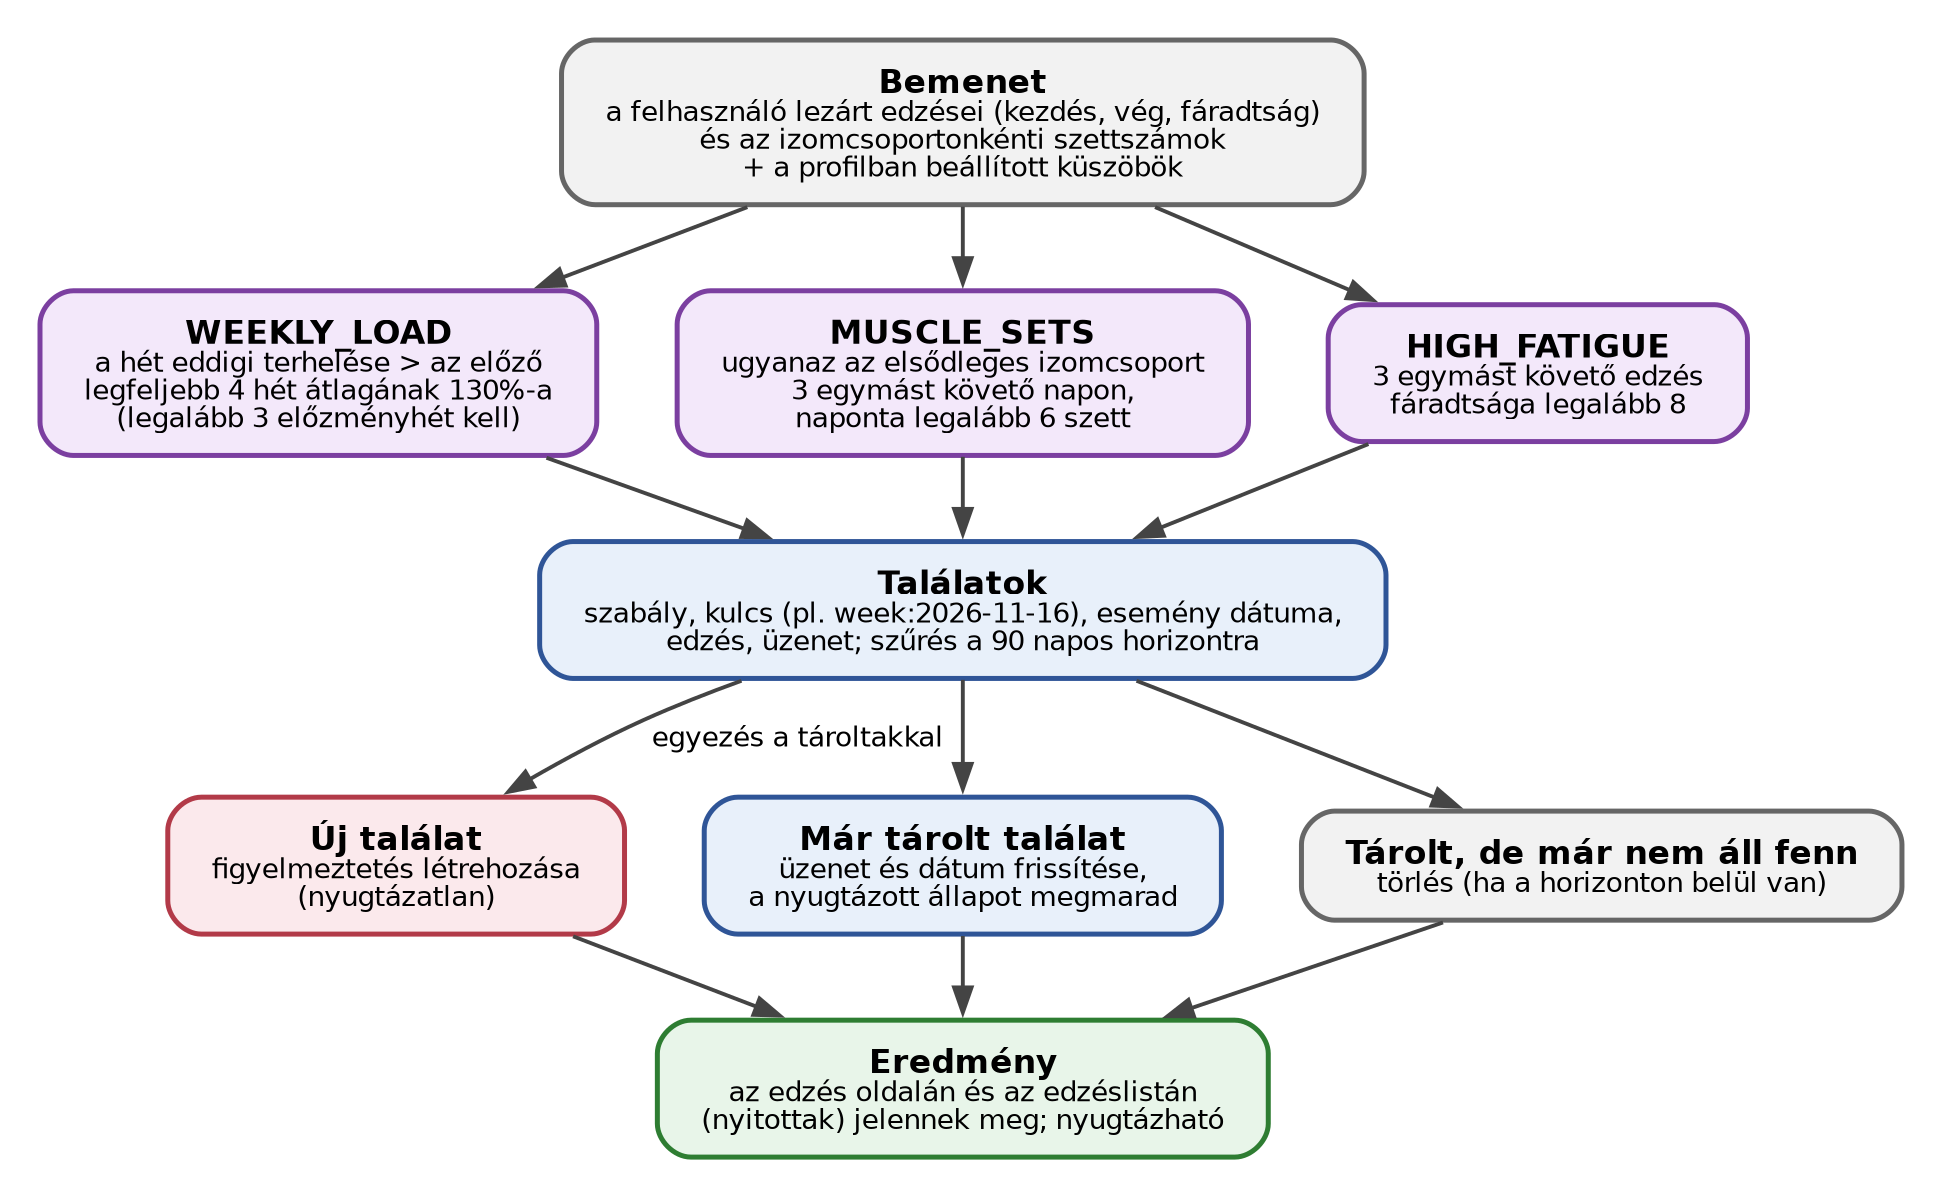 Bemenet
a felhasználó lezárt edzései (kezdés, vég, fáradtság)
és az izomcsoportonkénti szettszámok
+ a profilban beállított küszöbök
WEEKLY_LOAD
a hét eddigi terhelése > az előző
legfeljebb 4 hét átlagának 130%-a
(legalább 3 előzményhét kell)
MUSCLE_SETS
ugyanaz az elsődleges izomcsoport
3 egymást követő napon,
naponta legalább 6 szett
HIGH_FATIGUE
3 egymást követő edzés
fáradtsága legalább 8
Találatok
szabály, kulcs (pl. week:2026-11-16), esemény dátuma,
edzés, üzenet; szűrés a 90 napos horizontra
egyezés a tároltakkal
Új találat
figyelmeztetés létrehozása
(nyugtázatlan)
Már tárolt találat
üzenet és dátum frissítése,
a nyugtázott állapot megmarad
Tárolt, de már nem áll fenn
törlés (ha a horizonton belül van)
Eredmény
az edzés oldalán és az edzéslistán
(nyitottak) jelennek meg; nyugtázható